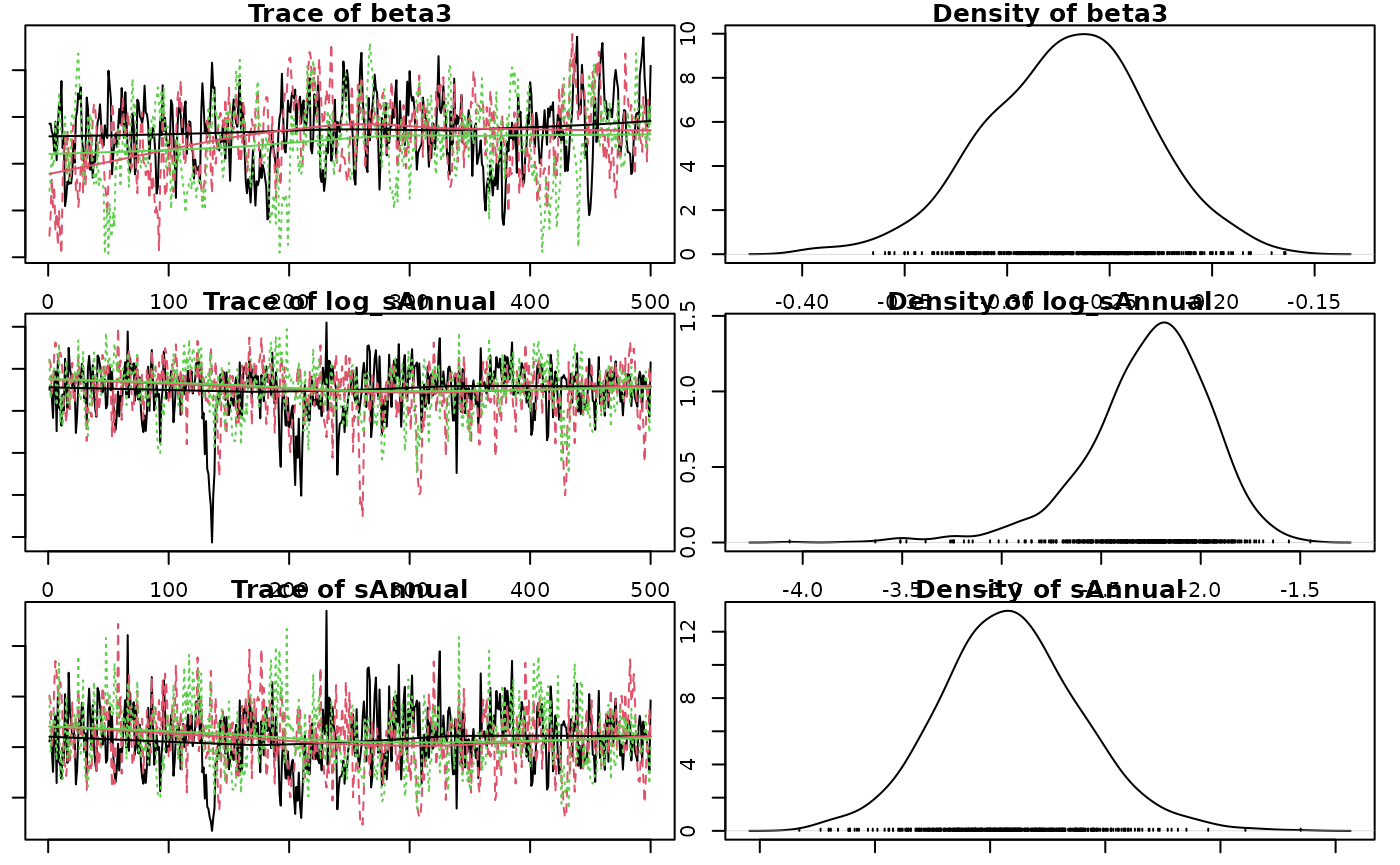 Trace of beta3
Density of beta3
0 2 4 6 8 10
0 100 200 300 400 500
-0.40 -0.35 -0.30 -0.25 -0.20 -0.15
Trace of log_sAnnual
Density of log_sAnnual
0.0 0.5 1.0 1.5
0 100 200 300 400 500
-4.0 -3.5 -3.0 -2.5 -2.0 -1.5
Trace of sAnnual
Density of sAnnual
0 4 8 12